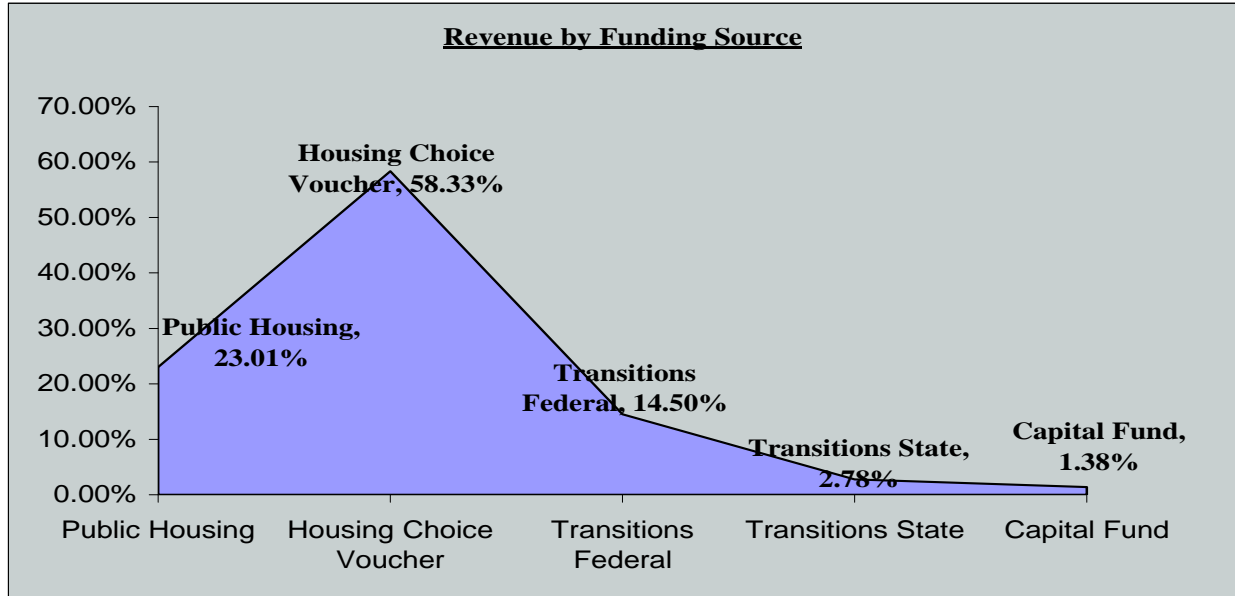 Revenue by Funding Source
70.00%
60.00%
50.00%
40.00%
30.00%
20.00%
10.00%
0.00%
Housing Choice
Voucher, 58.33%
Public Housing,
23.01%
Transitions
Federal, 14.50%
Transitions State,
2.78%
Capital Fund,
1.38%
Public Housing
Housing Choice
Voucher
Transitions
Federal
Transitions State
Capital Fund